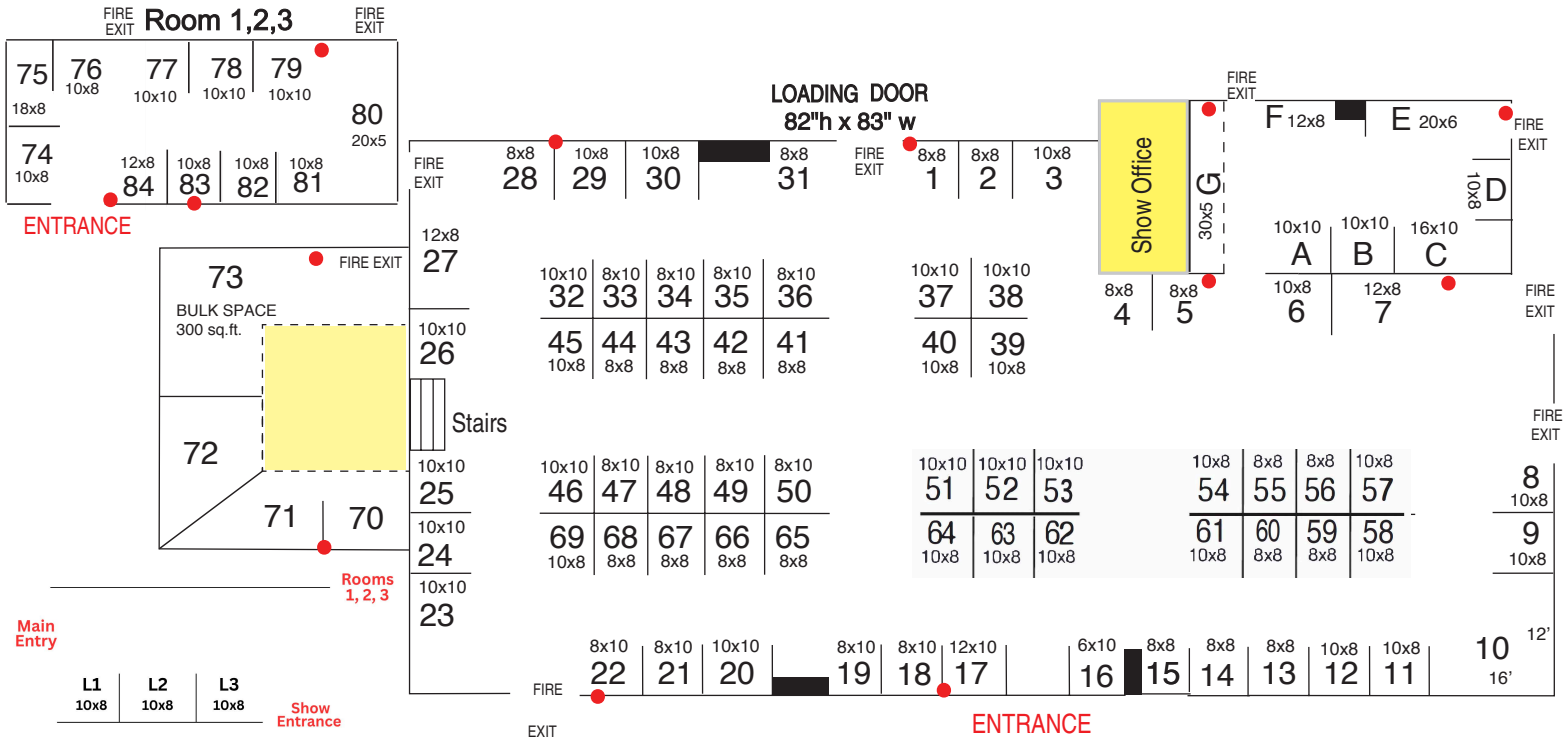 FIRE
EXIT
Room 1,2,3
FIRE
EXIT
75
18x8
76
10x8
77
10x10
78
10x10
79
10x10
80
20x5
74
10x8
12x8
84
10x8
83
10x8
82
10x8
81
ENTRANCE
LOADING DOOR
82"h x 83" w
FIRE
EXIT
8x8
28
10x8
29
10x8
30
8x8
31
FIRE
EXIT
8x8
1
8x8
2
10x8
3
Show Office
30x5 G
FIRE
EXIT
F 12x8
E 20x6
FIRE
EXIT
10x8
D
10x10
A
10x10
B
16x10
C
73
BULK SPACE
300 sq.ft.
FIRE EXIT
12x8
27
10x10
26
Stairs
72
71
70
10x10
25
10x10
24
10x10
23
10x10 8x10 8x10 8x10 8x10
32 33 34 35 36
45 44 43 42 41
10x8 8x8 8x8 8x8 8x8
10x10 10x10
37 38
40 39
10x8 10x8
8x8
4
8x8
5
10x8
6
12x8
7
FIRE
EXIT
FIRE
EXIT
10x10 8x10 8x10 8x10 8x10
46 47 48 49 50
69 68 67 66 65
10x8 8x8 8x8 8x8 8x8
10x10 10x10 10x10
51 52 53
64 63 62
10x8 10x8 10x8
10x8 8x8 8x8 10x8
54 55 56 57
61 60 59 58
10x8 8x8 8x8 10x8
8
10x8
9
10x8
10
12'
16'
Rooms
1, 2, 3
Main
Entry
L1 L2 L3
10x8 10x8 10x8
Show
Entrance
FIRE
EXIT
8x10
22
8x10
21
10x10
20
8x10
19
8x10
18
12x10
17
6x10
16
8x8
15
8x8
14
8x8
13
10x8
12
10x8
11
ENTRANCE